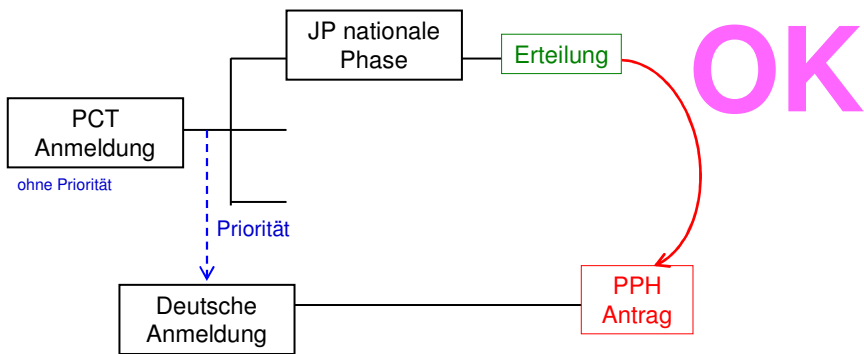 JP nationale
Phase
Erteilung
OK
PCT
Anmeldung
ohne Priorität
Priorität
Deutsche
Anmeldung
PPH
Antrag